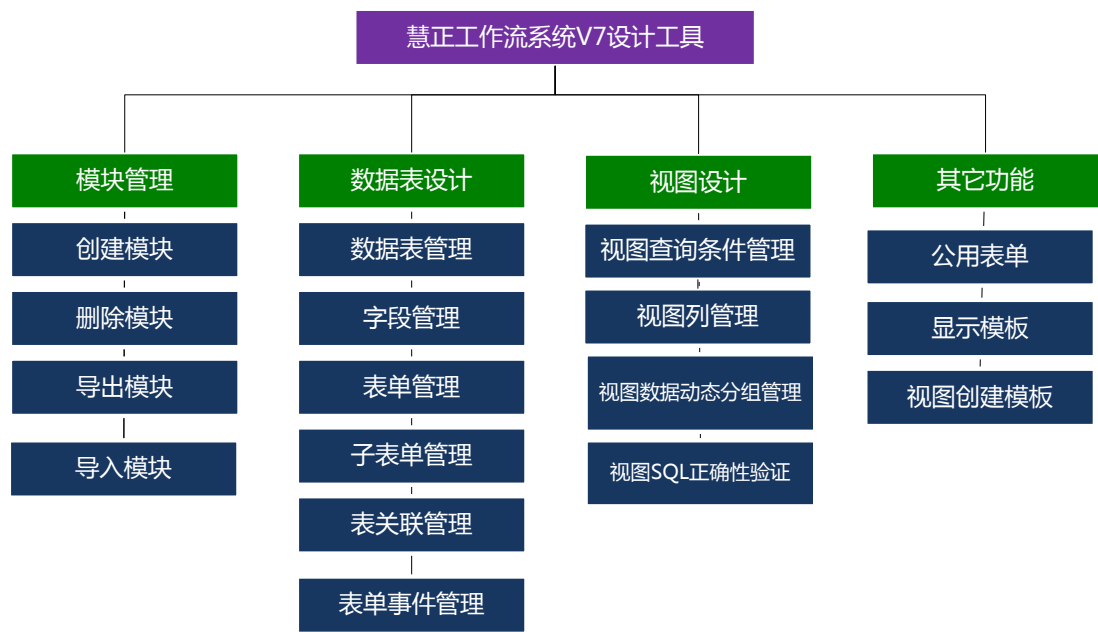 慧正工作流系统V7设计工具
模块管理
创建模块
删除模块
导出模块
导入模块
数据表设计
数据表管理
字段管理
表单管理
子表单管理
表关联管理
表单事件管理
视图设计
视图查询条件管理
视图列管理
视图数据动态分组管理
视图SQL正确性验证
其它功能
公用表单
显示模板
视图创建模板